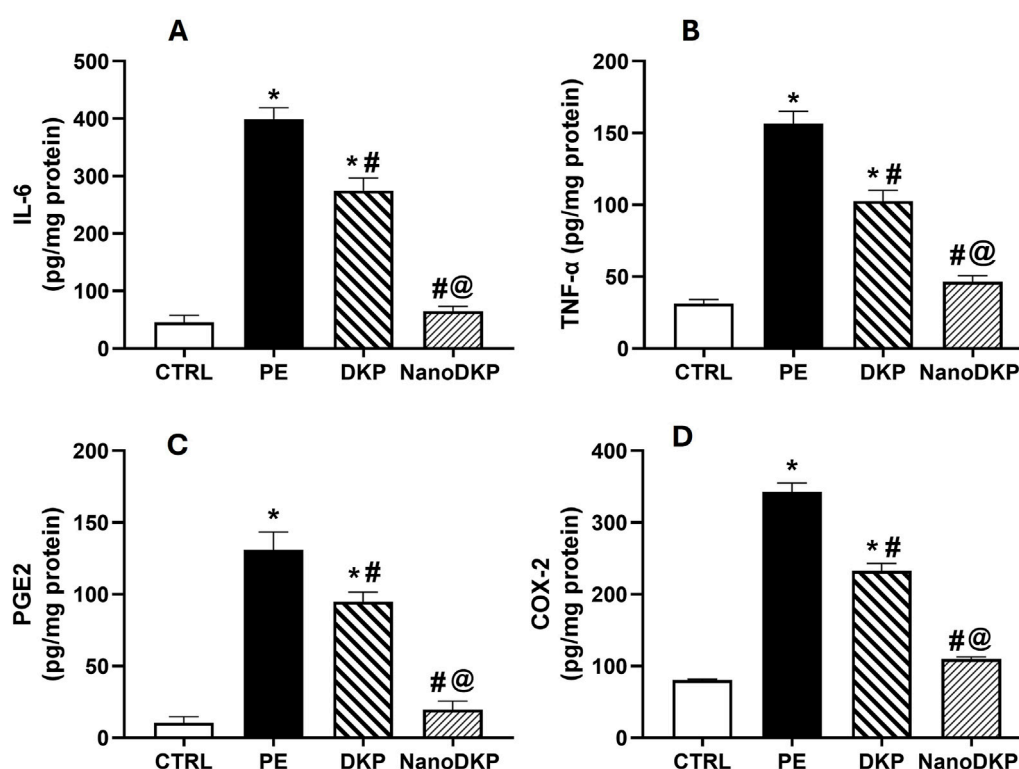 A
IL-6
(pg/mg protein)
500
400
300
200
100
0
*
* #
#@
CTRL PE DKP NanoDKP
B
TNF-α (pg/mg protein)
200
150
100
50
0
*
* #
#@
CTRL PE DKP NanoDKP
C
PGE2
(pg/mg protein)
200
150
100
50
0
*
* #
#@
CTRL PE DKP NanoDKP
D
COX-2
(pg/mg protein)
400
300
200
100
0
*
* #
#@
CTRL PE DKP NanoDKP